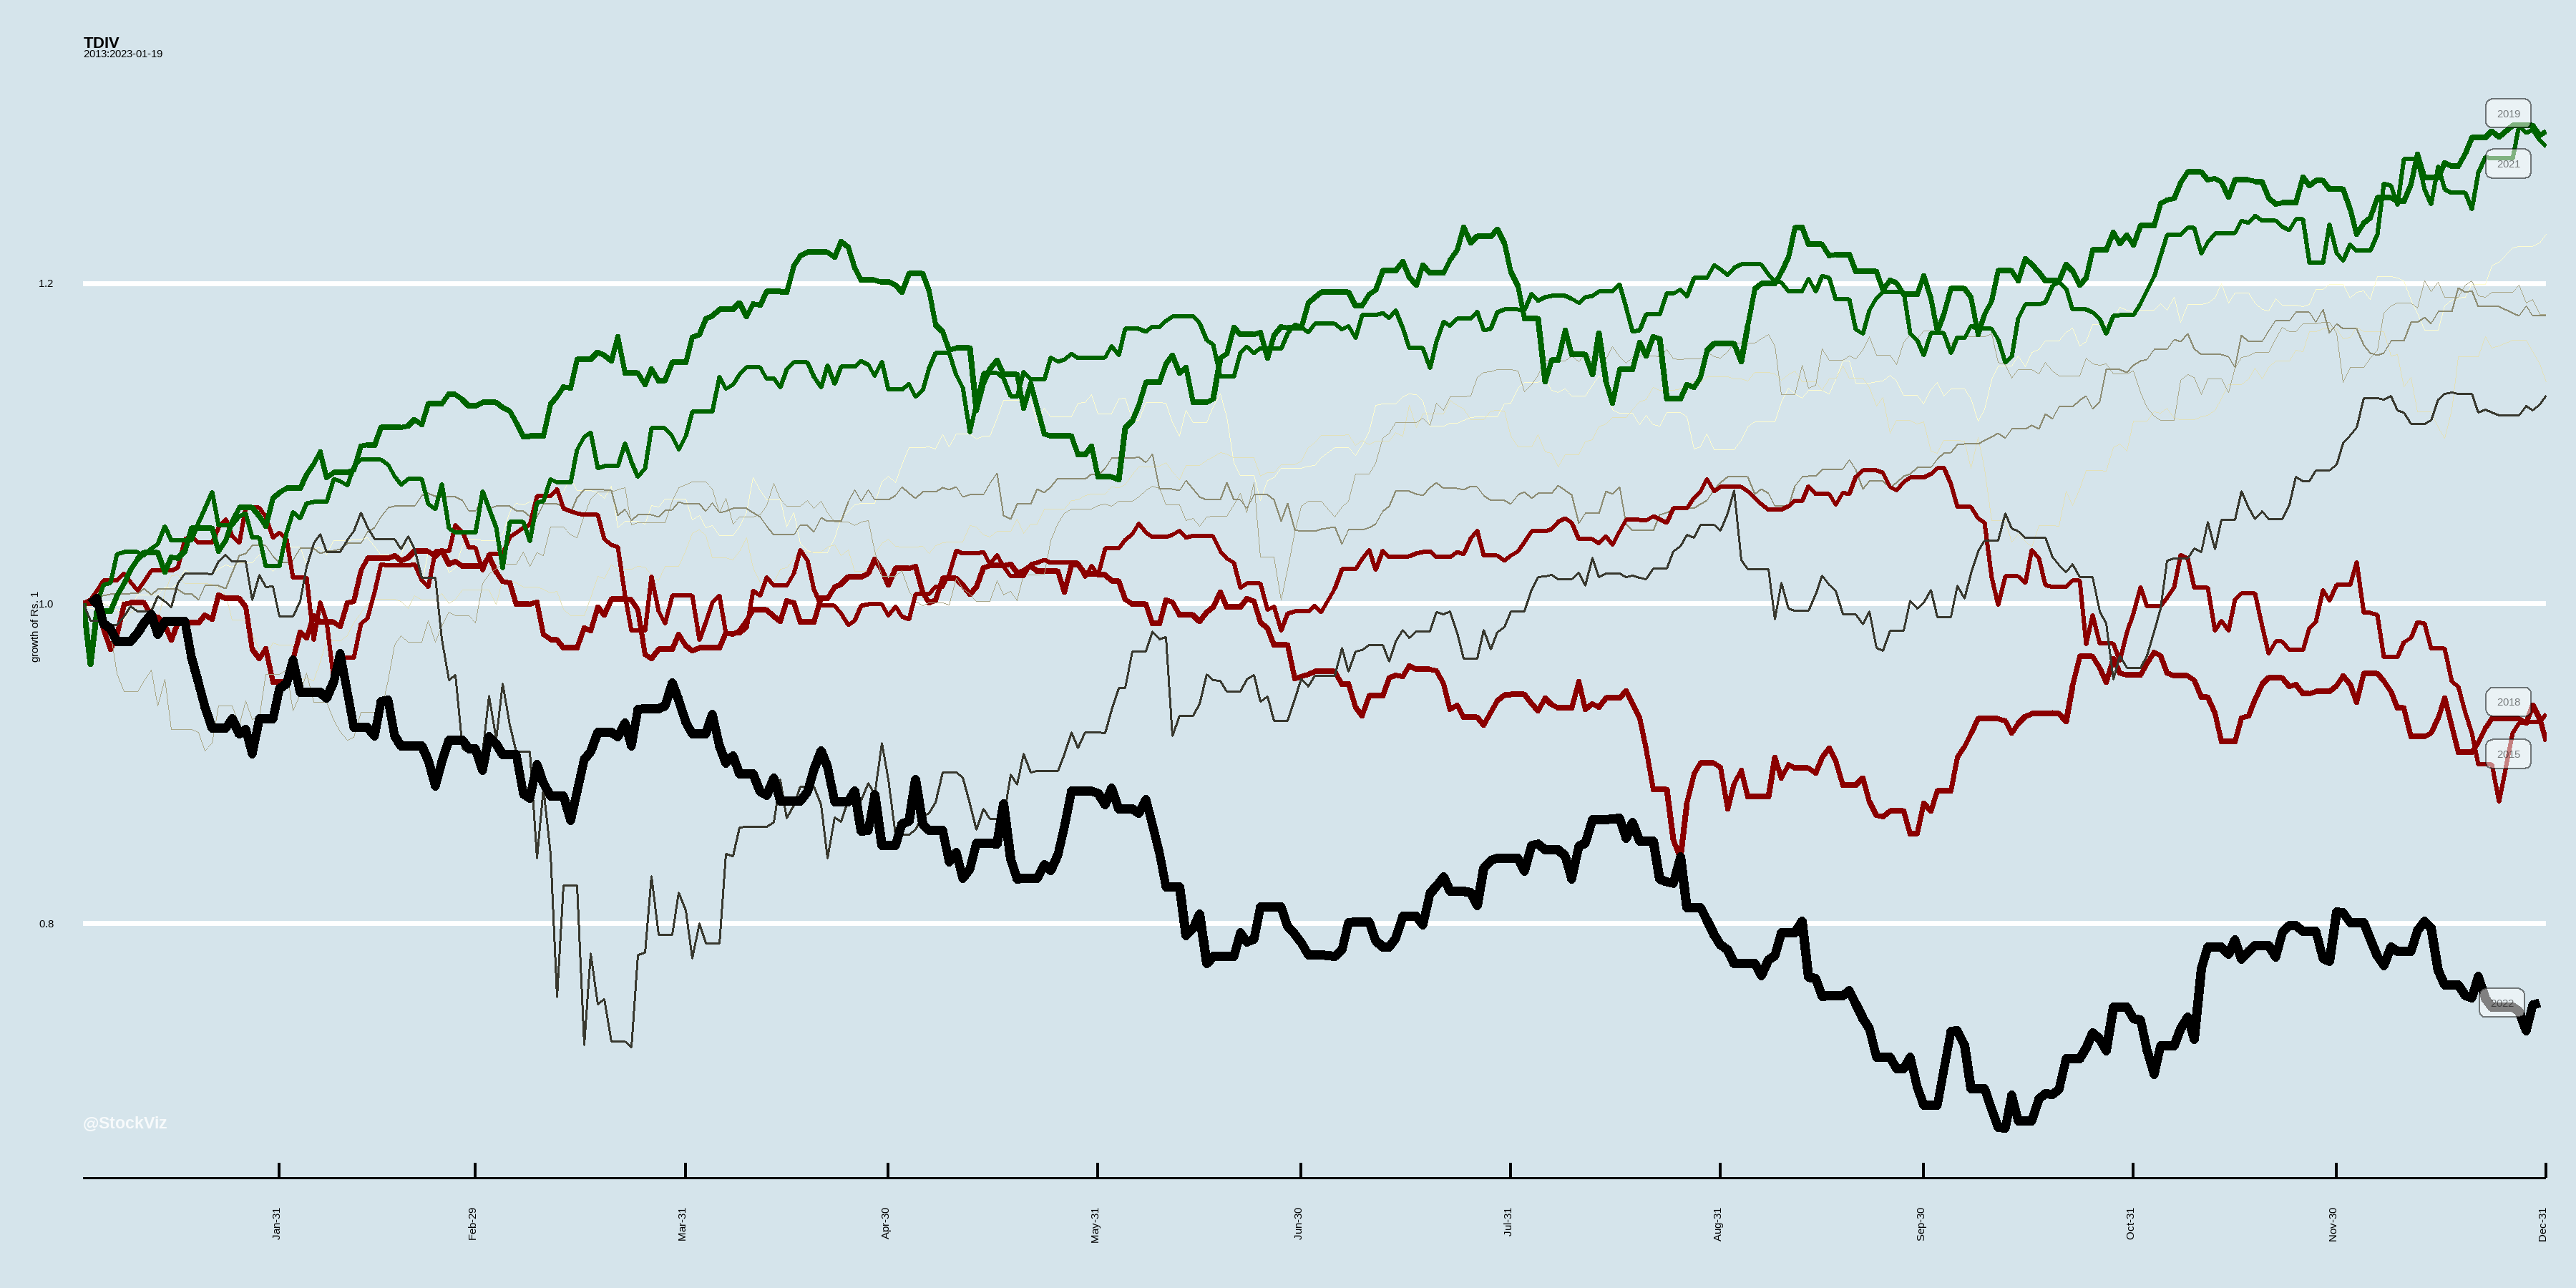 TDIV
2013:2023-01-19
2019
2021
1.2
growth of Rs. 1
1.0
2018
2015
0.8
2022
@StockViz
Jan-31
Feb-29
Mar-31
Apr-30
May-31
Jun-30
Jul-31
Aug-31
Sep-30
Oct-31
Nov-30
Dec-31